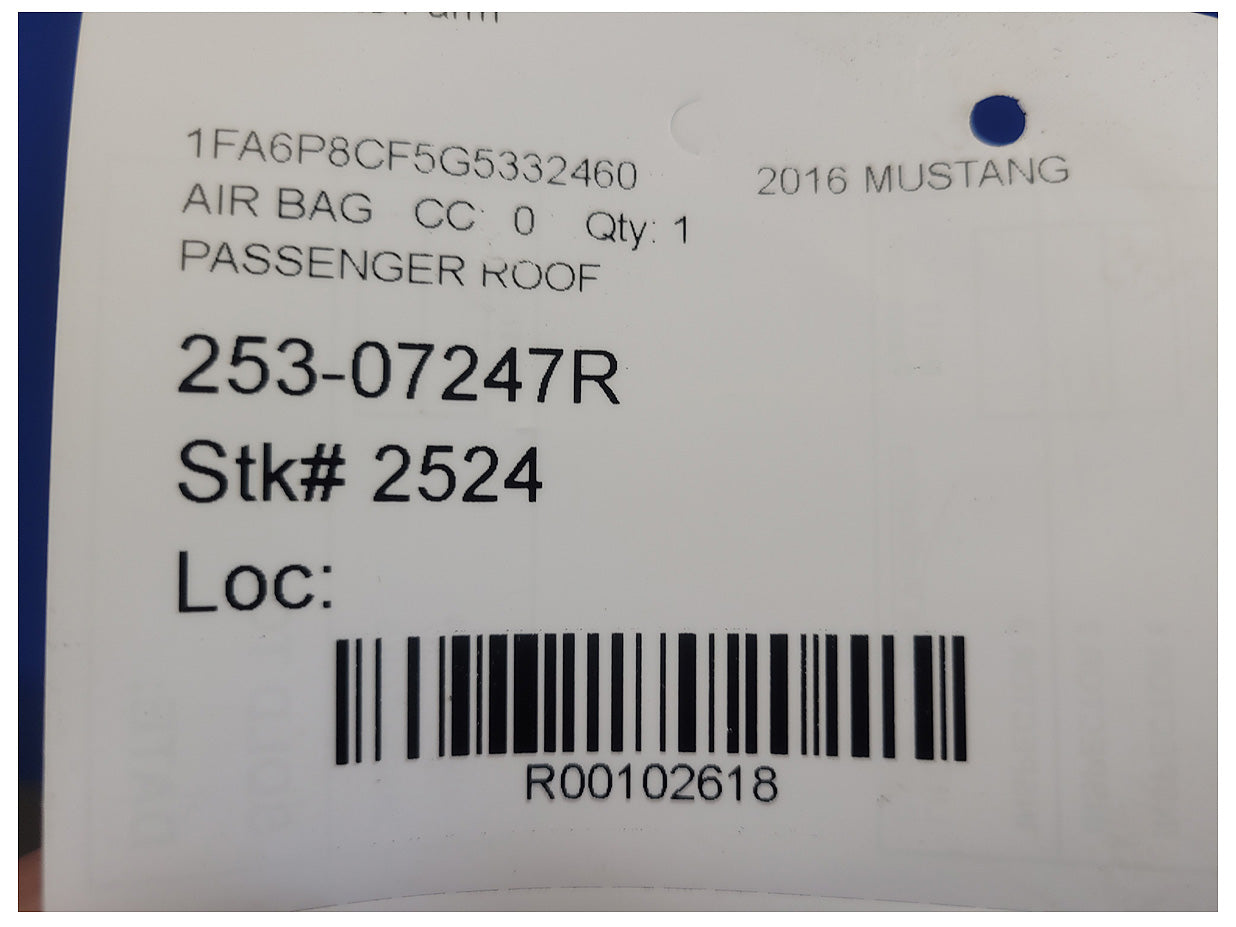 1FA6P8CF5G5332460 2016 MUSTANG
AIR BAG CC: 0 Qty: 1
PASSENGER ROOF
253-07247R
Stk# 2524
Loc:
R00102618